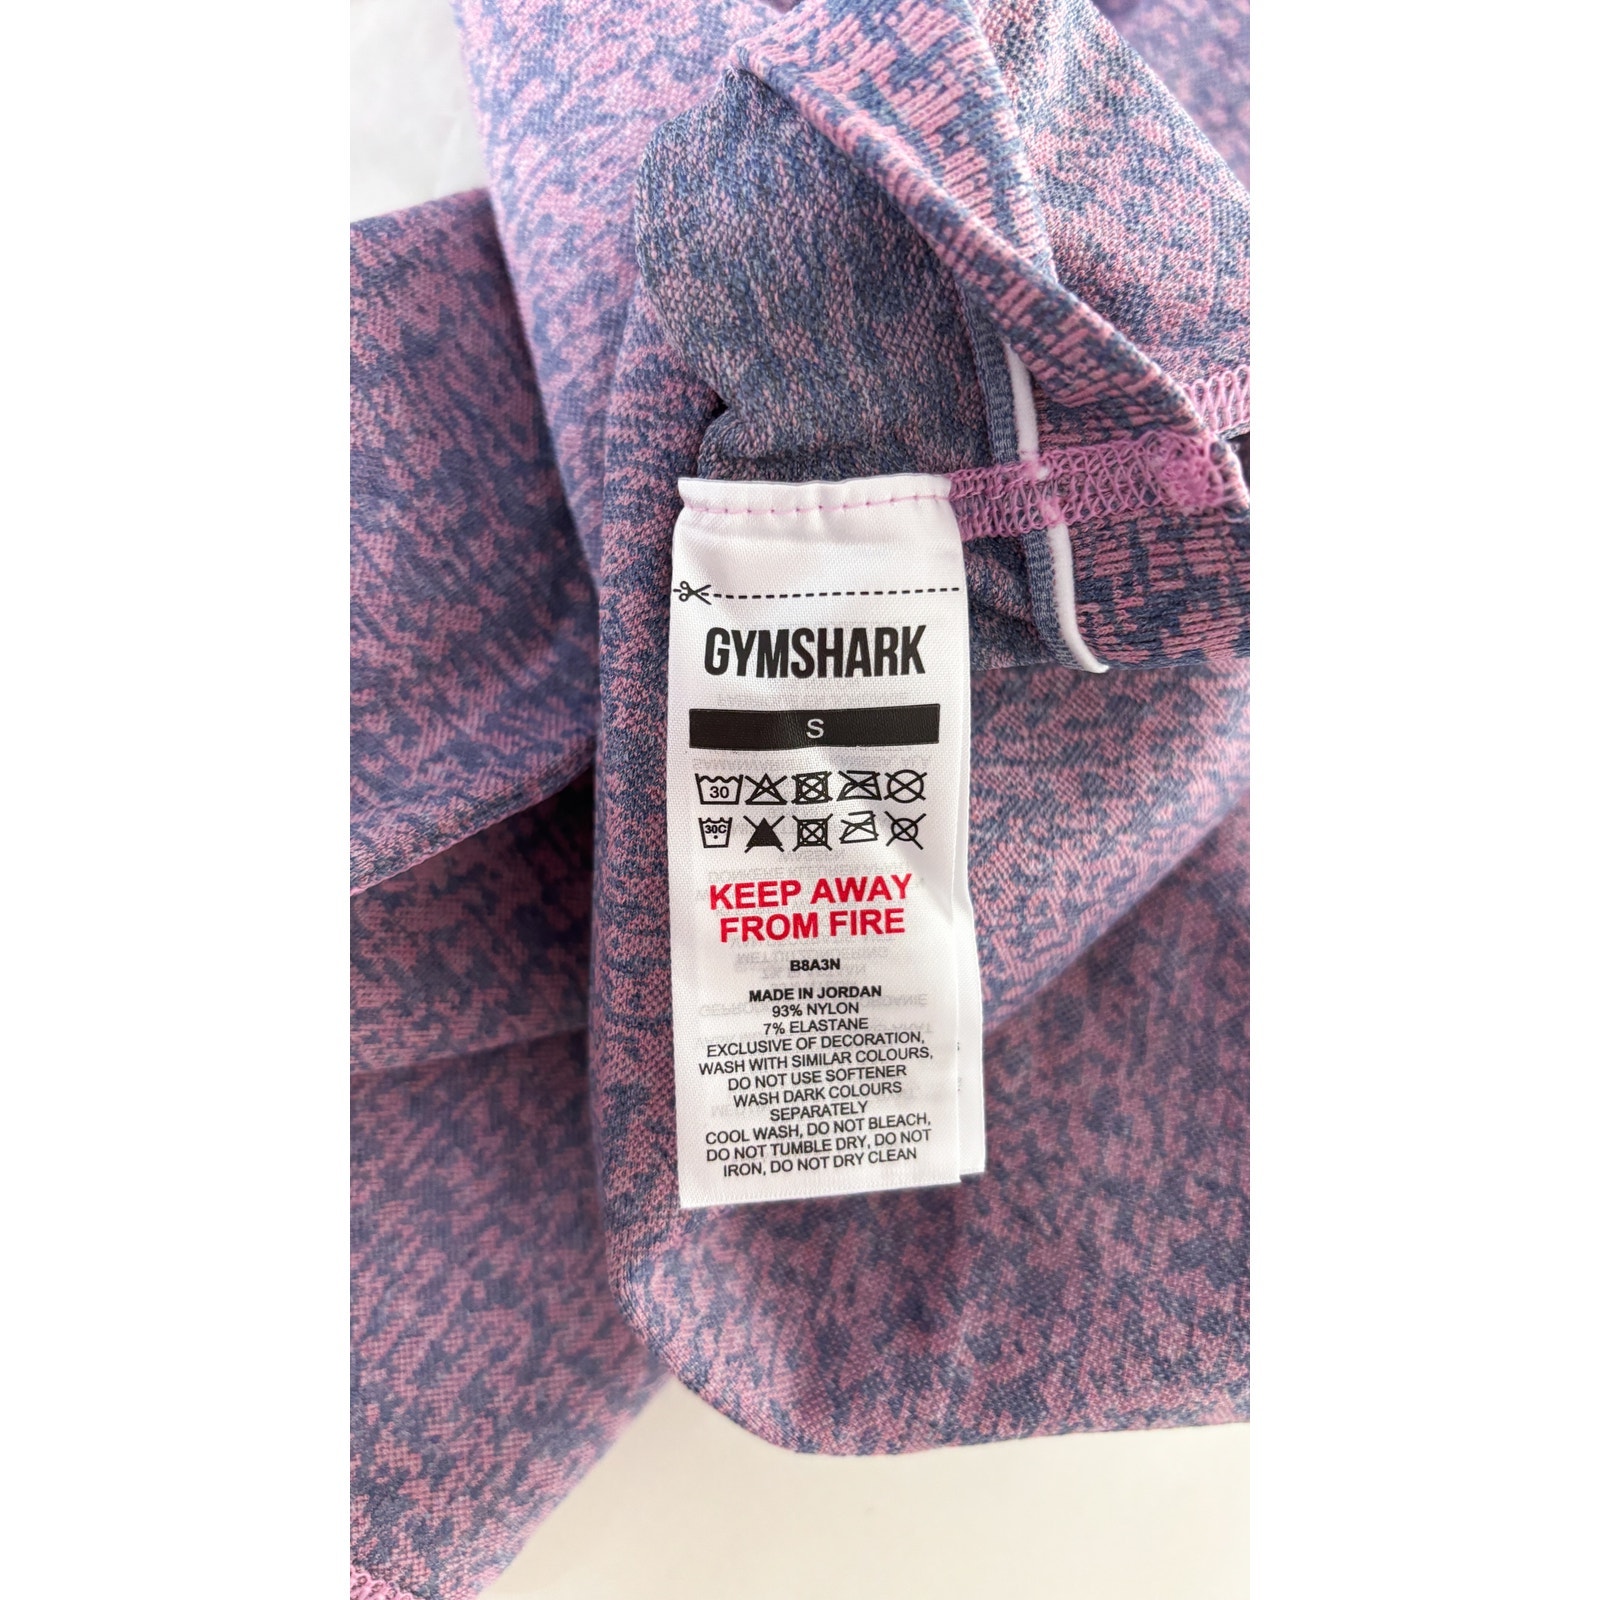 GYMSHARK
S
30
30C
KEEP AWAY
FROM FIRE
B8A3N
MADE IN JORDAN
93% NYLON
7% ELASTANE
EXCLUSIVE OF DECORATION,
WASH WITH SIMILAR COLOURS,
DO NOT USE SOFTENER
WASH DARK COLOURS
SEPARATELY
COOL WASH, DO NOT BLEACH,
DO NOT TUMBLE DRY, DO NOT
IRON, DO NOT DRY CLEAN